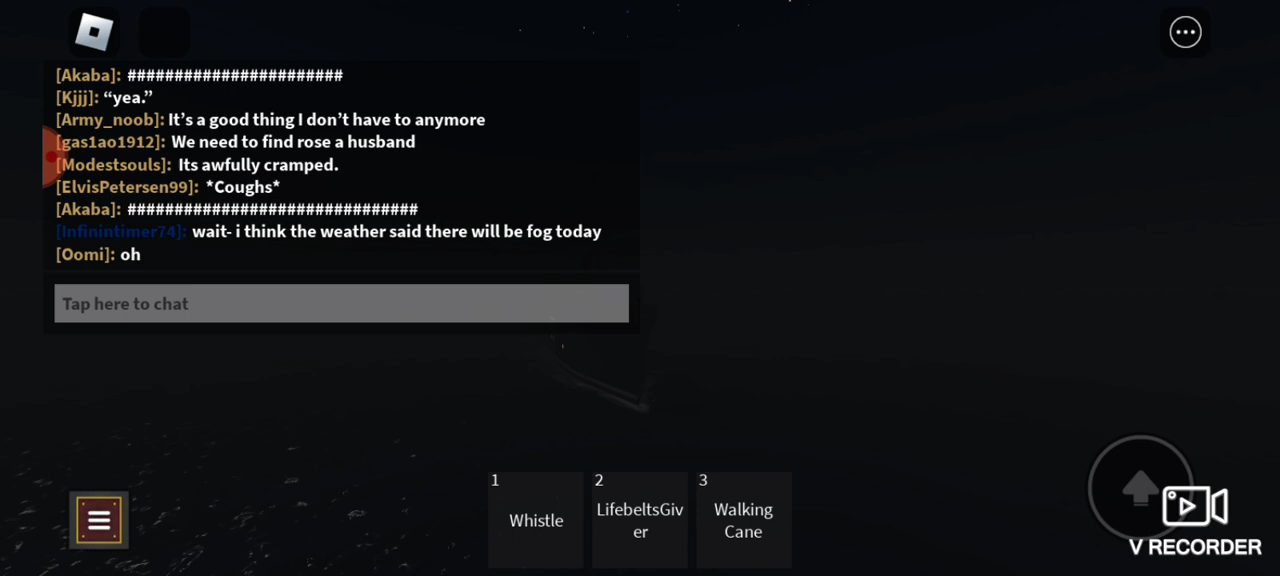 [Akaba]: #######################
[Kjjj]: “yea.”
[Army_noob]: It’s a good thing I don’t have to anymore
[gas1ao1912]: We need to find rose a husband
[Modestsouls]: Its awfully cramped.
[ElvisPetersen99]: *Coughs*
[Akaba]: ###############################
[Infinintimer74]: wait- i think the weather said there will be fog today
[Oomi]: oh
Tap here to chat
1
Whistle
2
LifebeltsGiv
er
3
Walking
Cane
V RECORDER